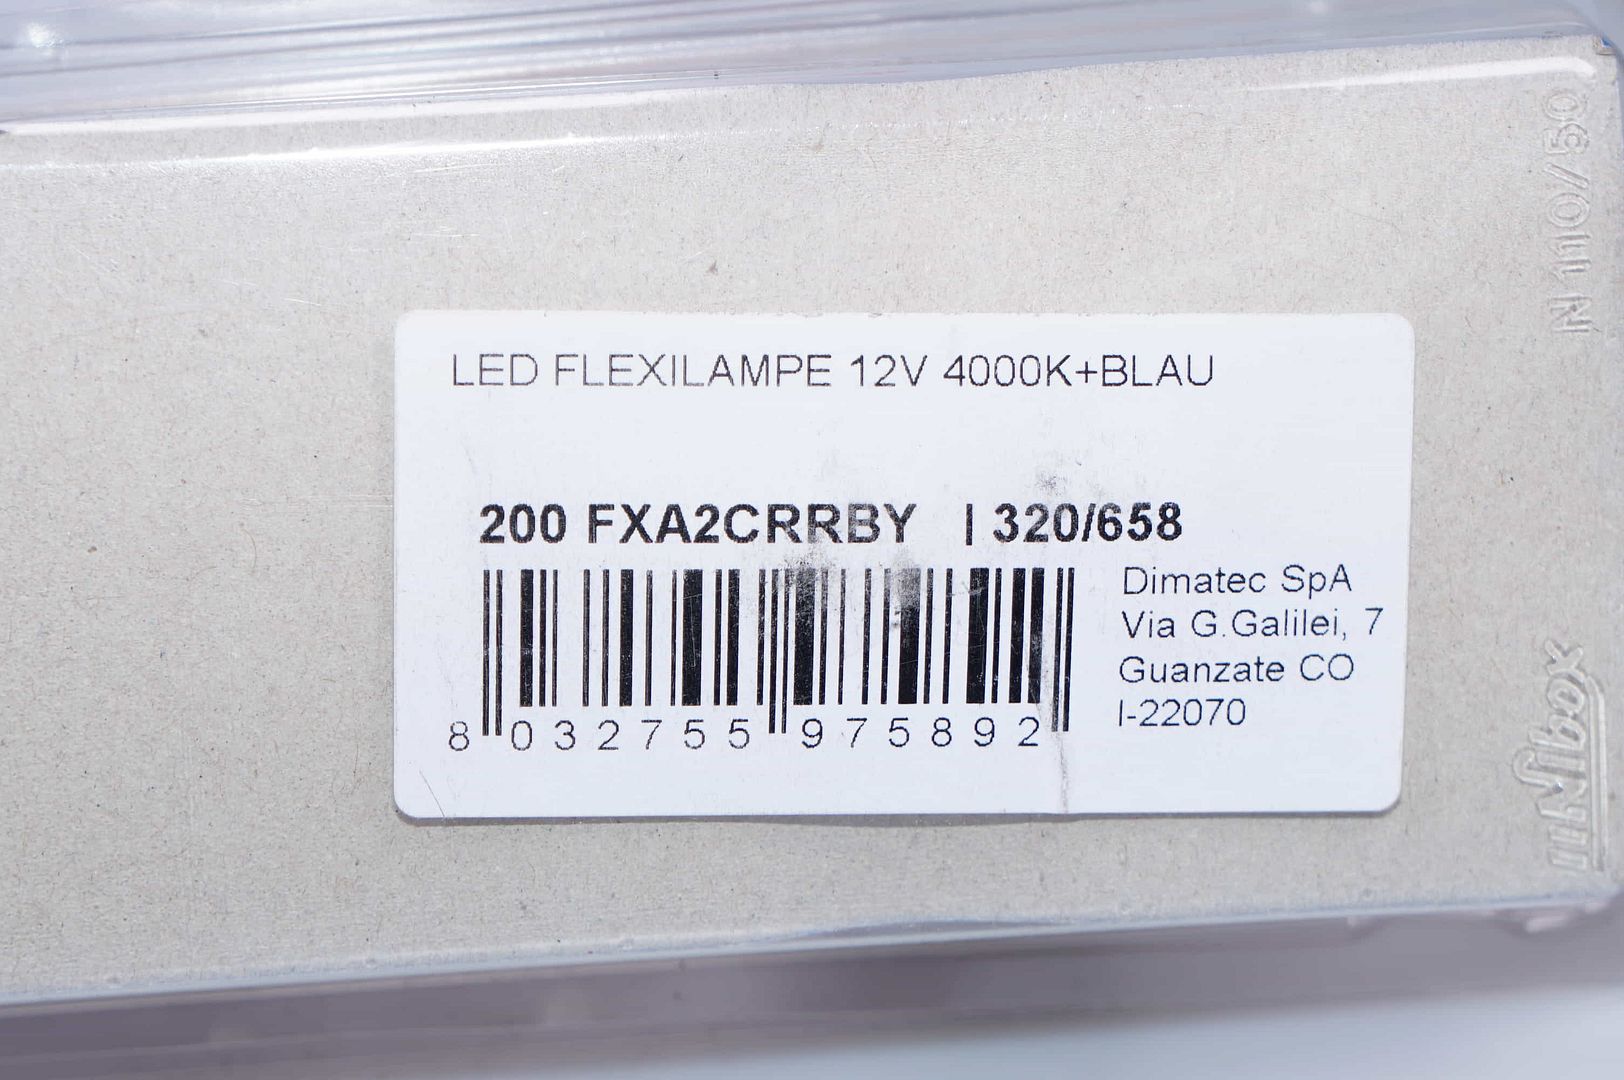 LED FLEXILAMPE 12V 4000K+BLAU
200 FXA2CRRBY | 320/658
Dimatec SpA
Via G.Galilei, 7
Guanzate CO
I-22070
8 032755 975892
N 110/50